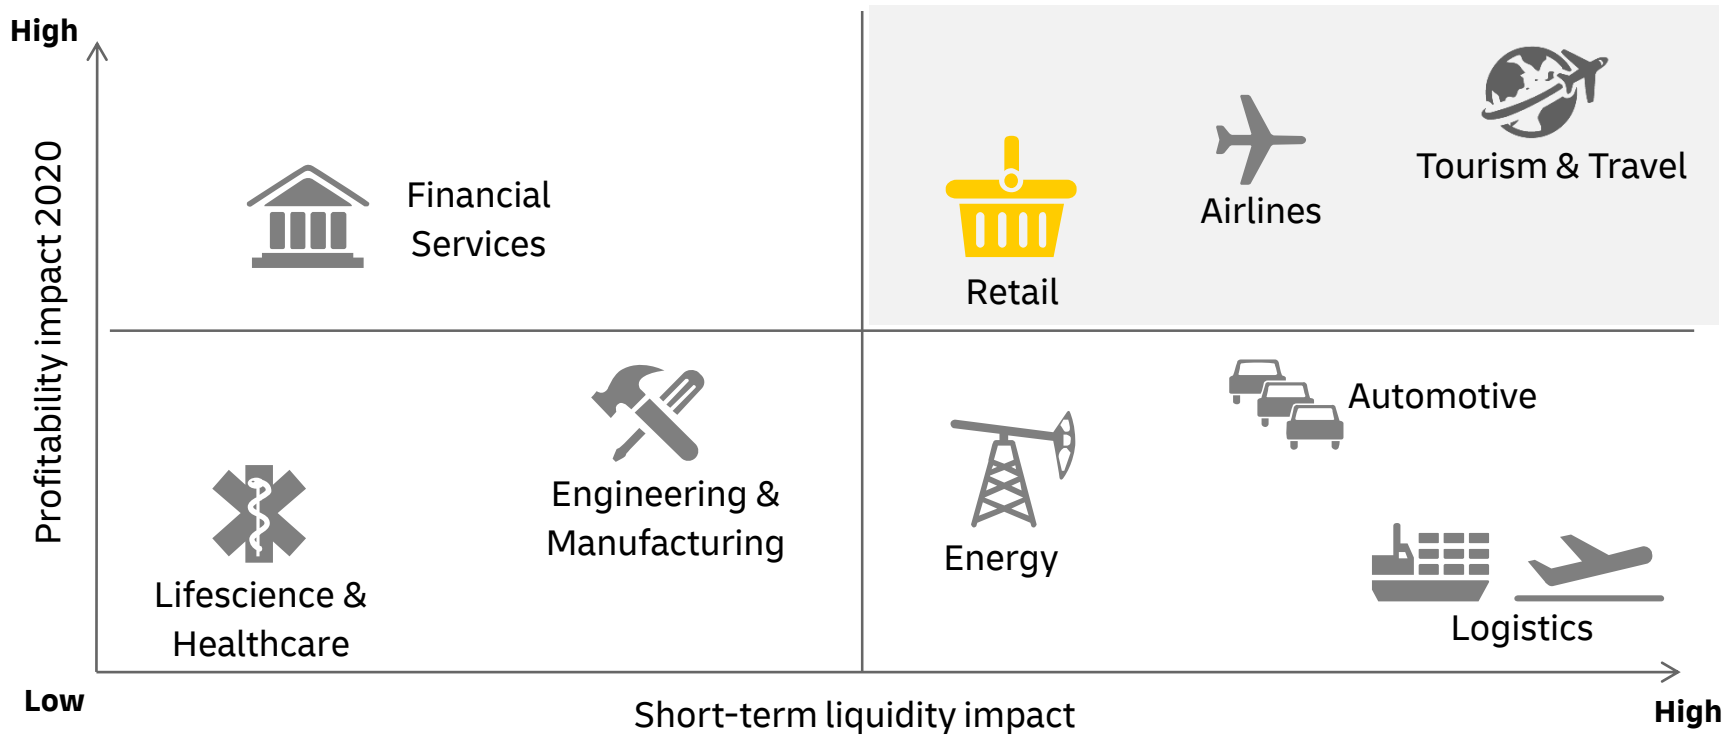 High
Profitability impact 2020
Financial
Services
Retail
Airlines
Tourism & Travel
Lifescience &
Healthcare
Engineering &
Manufacturing
Energy
Automotive
Logistics
Low
Short-term liquidity impact
High